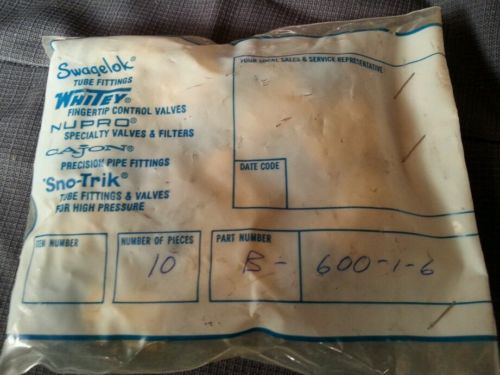 Swagelok®
TUBE FITTINGS
WHITEY®
FINGERTIP CONTROL VALVES
NUPRO®
SPECIALTY VALVES & FILTERS
CAJON®
PRECISION PIPE FITTINGS
Sno-Trik®
TUBE FITTINGS & VALVES
FOR HIGH PRESSURE
YOUR LOCAL SALES & SERVICE REPRESENTATIVE
DATE CODE
ITEM NUMBER
NUMBER OF PIECES
10
PART NUMBER
B- 600-1-6